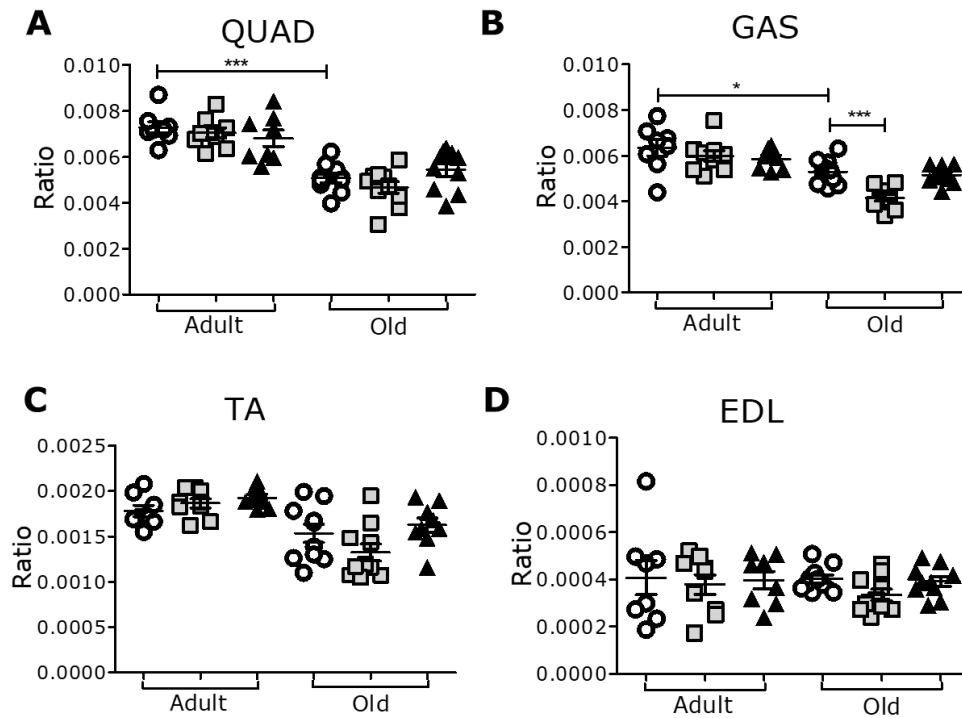 A
QUAD
***
0.010
0.008
0.006
0.004
0.002
0.000
Ratio
Adult
Old
B
GAS
*
***
0.010
0.008
0.006
0.004
0.002
0.000
Ratio
Adult
Old
C
TA
0.0025
0.0020
0.0015
0.0010
0.0005
0.0000
Ratio
Adult
Old
D
EDL
0.0010
0.0008
0.0006
0.0004
0.0002
0.0000
Ratio
Adult
Old